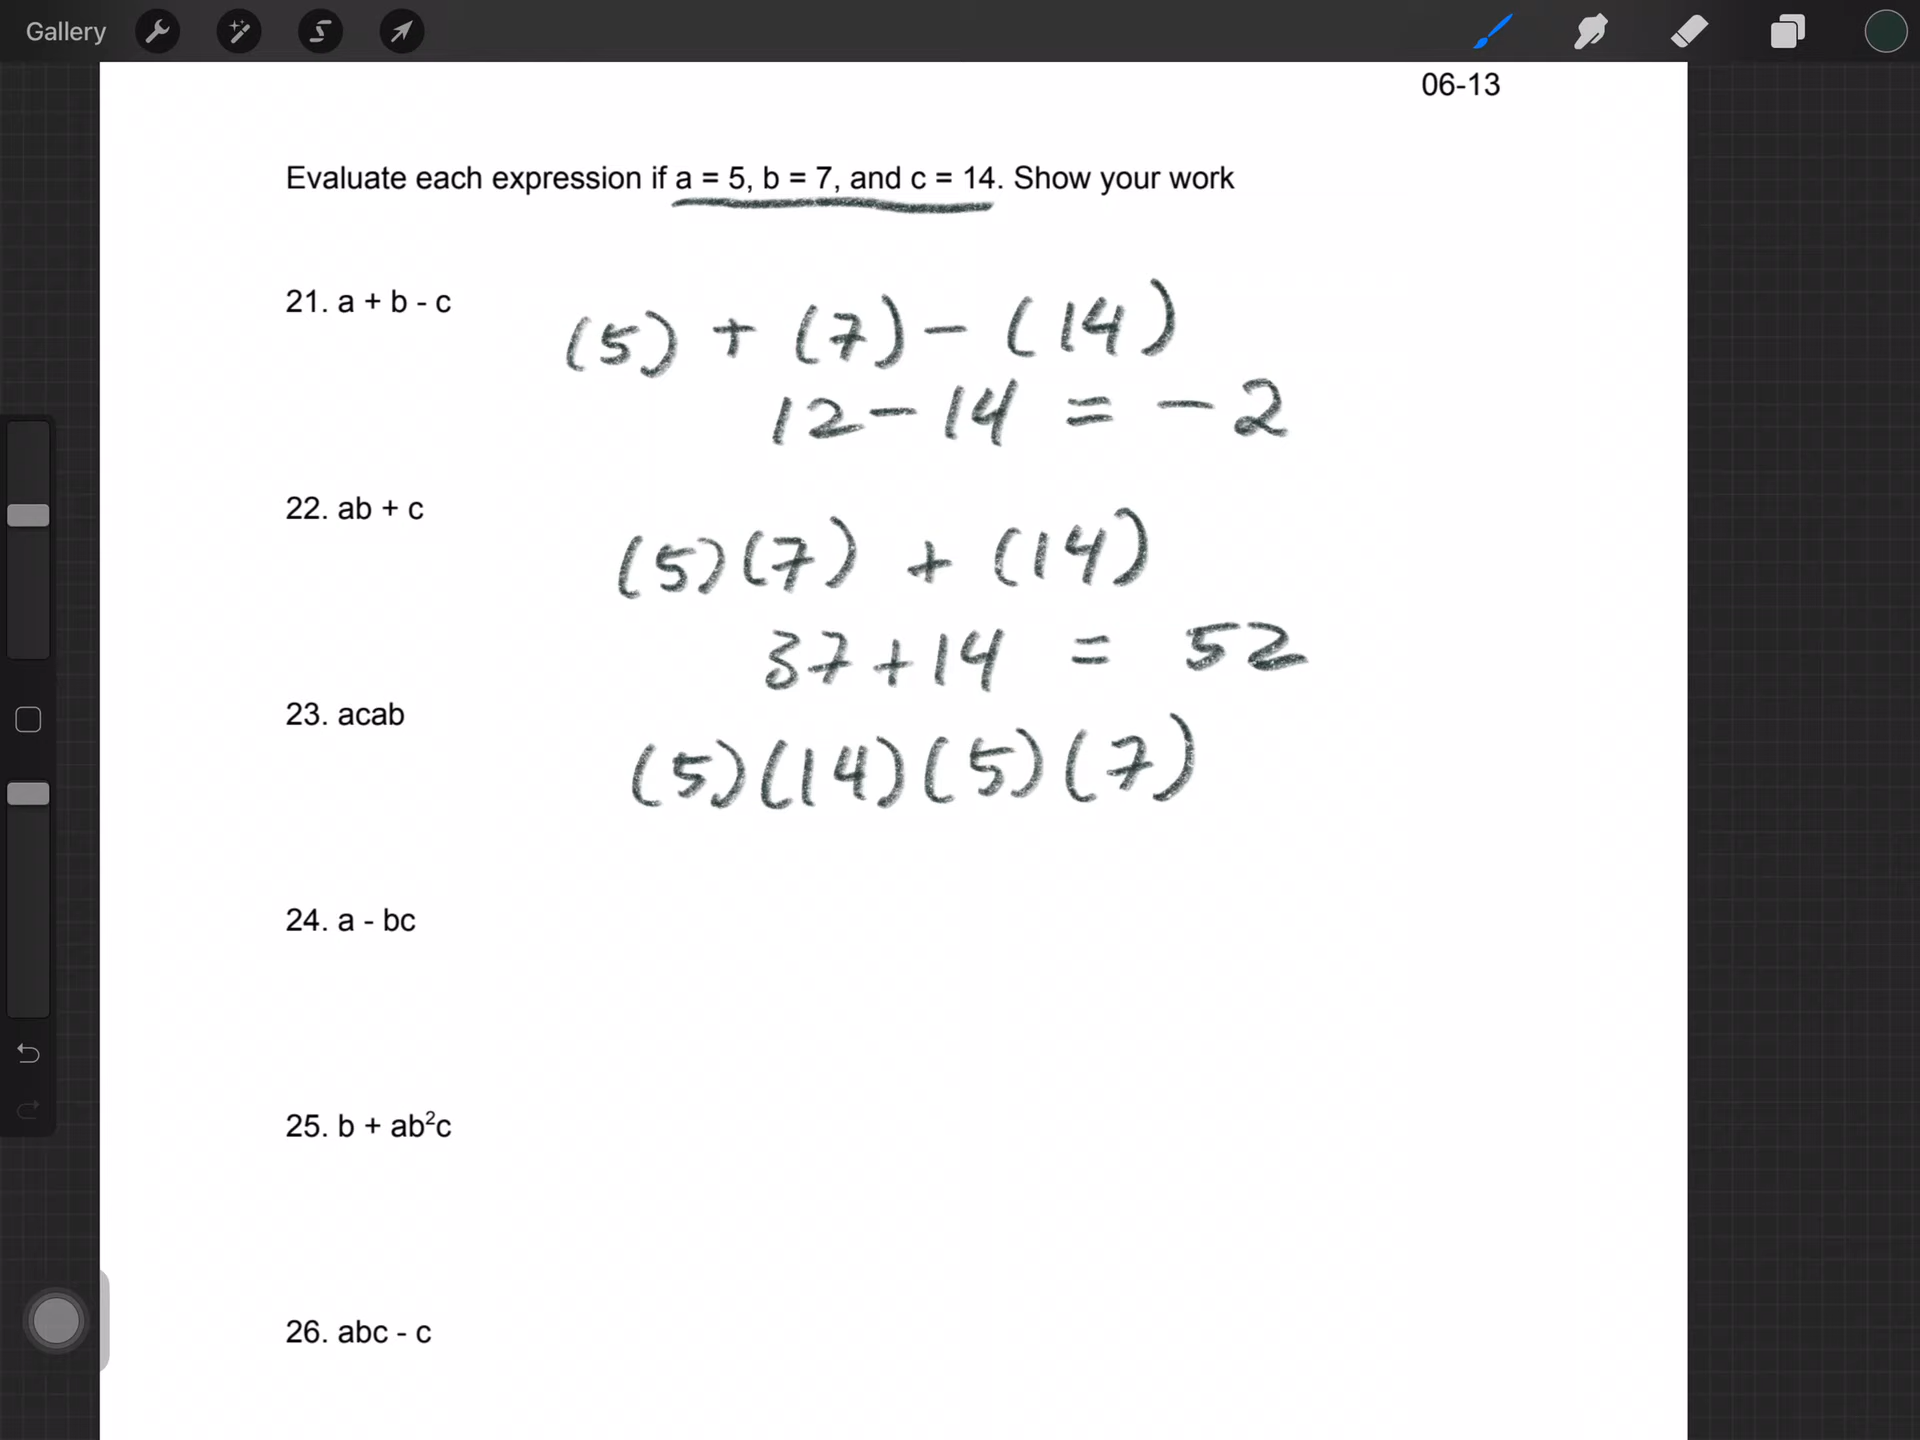 Gallery
06-13
Evaluate each expression if a = 5, b = 7, and c = 14. Show your work
21. a + b - c
(5) + (7) - (14)
12 - 14 = -2
22. ab + c
(5)(7) + (14)
37 + 14 = 52
23. acab
(5)(14)(5)(7)
24. a - bc
25. b + ab²c
26. abc - c